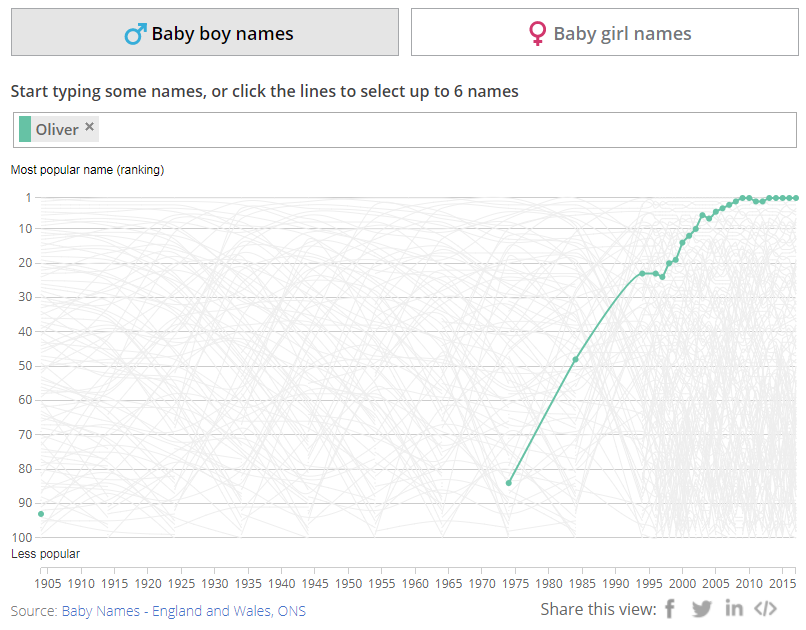 Baby boy names
Baby girl names
Start typing some names, or click the lines to select up to 6 names
Oliver ×
Most popular name (ranking)
1
10
20
30
40
50
60
70
80
90
100
Less popular
1905 1910 1915 1920 1925 1930 1935 1940 1945 1950 1955 1960 1965 1970 1975 1980 1985 1990 1995 2000 2005 2010 2015
Source: Baby Names - England and Wales, ONS
Share this view: f in </>